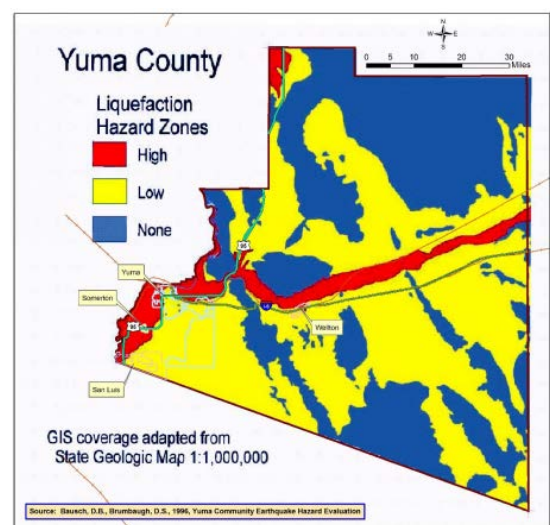 Yuma County
N
W E
S
0 5 10 20 30
Miles
Liquefaction
Hazard Zones
High
Low
None
95
Yuma
Somerton
95
Wellton
San Luis
GIS coverage adapted from
State Geologic Map 1:1,000,000
Source: Bausch, D.B., Brumbaugh, D.S., 1996, Yuma Community Earthquake Hazard Evaluation